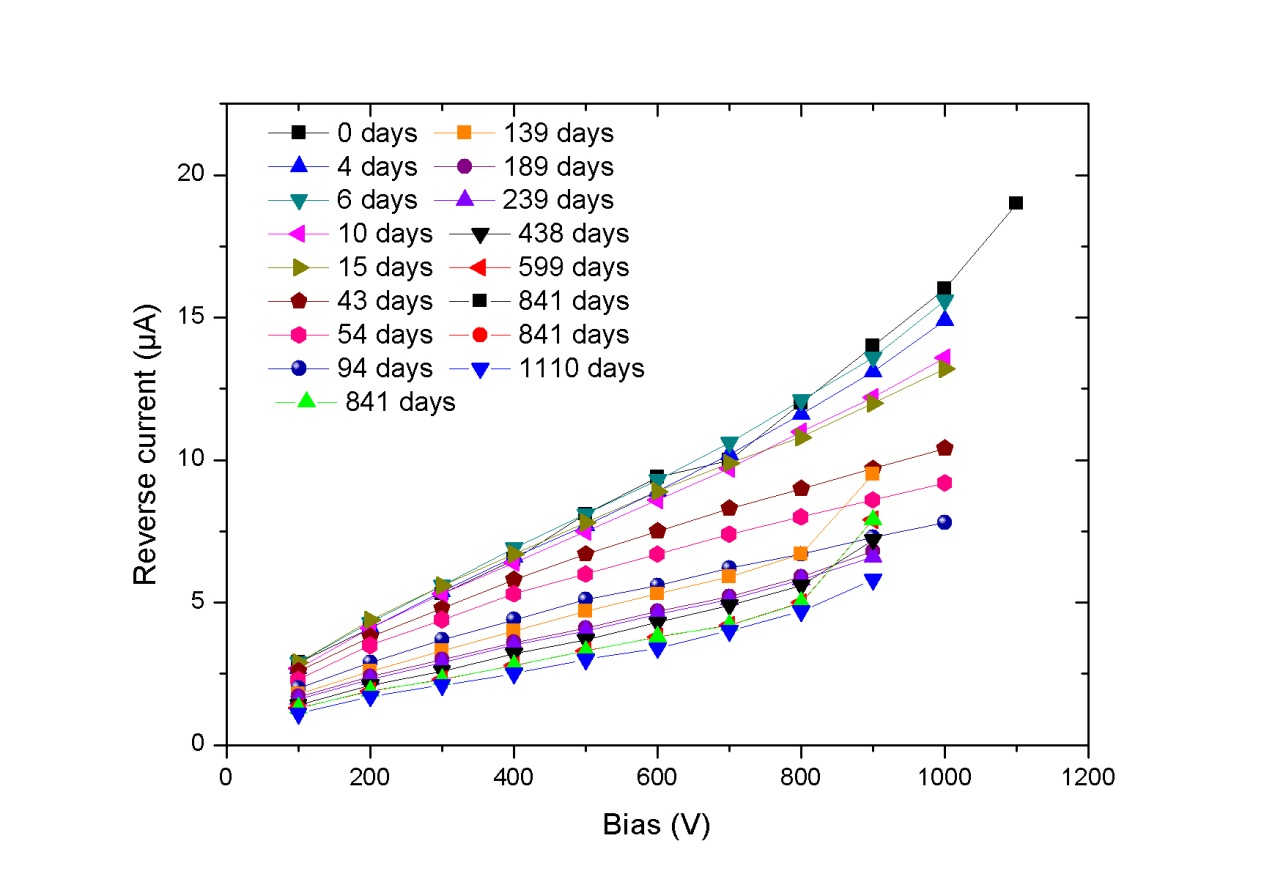 0 days 139 days
4 days 189 days
6 days 239 days
10 days 438 days
15 days 599 days
43 days 841 days
54 days 841 days
94 days 1110 days
841 days
20
15
10
5
0
Reverse current (µA)
0 200 400 600 800 1000 1200
Bias (V)